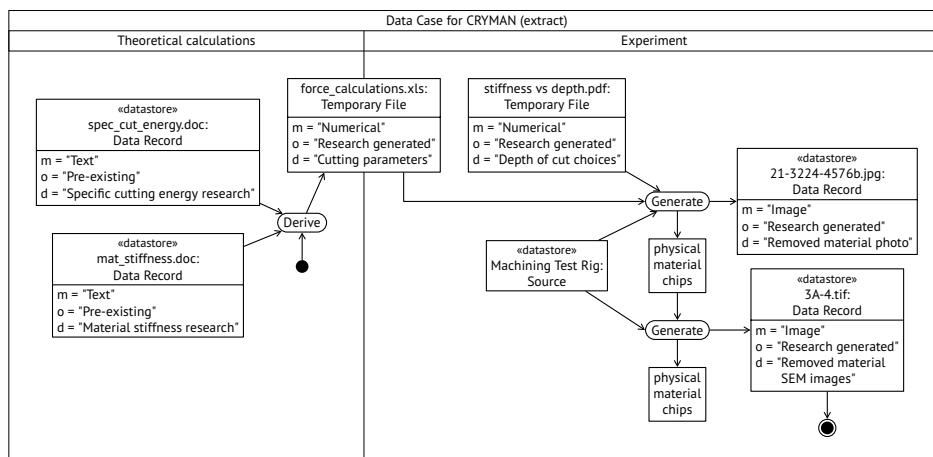 Data Case for CRYMAN (extract)
Theoretical calculations
Experiment
«datastore»
spec_cut_energy.doc:
Data Record
m = "Text"
o = "Pre-existing"
d = "Specific cutting energy research"
«datastore»
mat_stiffness.doc:
Data Record
m = "Text"
o = "Pre-existing"
d = "Material stiffness research"
Derive
force_calculations.xls:
Temporary File
m = "Numerical"
o = "Research generated"
d = "Cutting parameters"
stiffness vs depth.pdf:
Temporary File
m = "Numerical"
o = "Research generated"
d = "Depth of cut choices"
Generate
«datastore»
21-3224-4576b.jpg:
Data Record
m = "Image"
o = "Research generated"
d = "Removed material photo"
«datastore»
Machining Test Rig:
Source
physical
material
chips
Generate
«datastore»
3A-4.tif:
Data Record
m = "Image"
o = "Research generated"
d = "Removed material
SEM images"
physical
material
chips